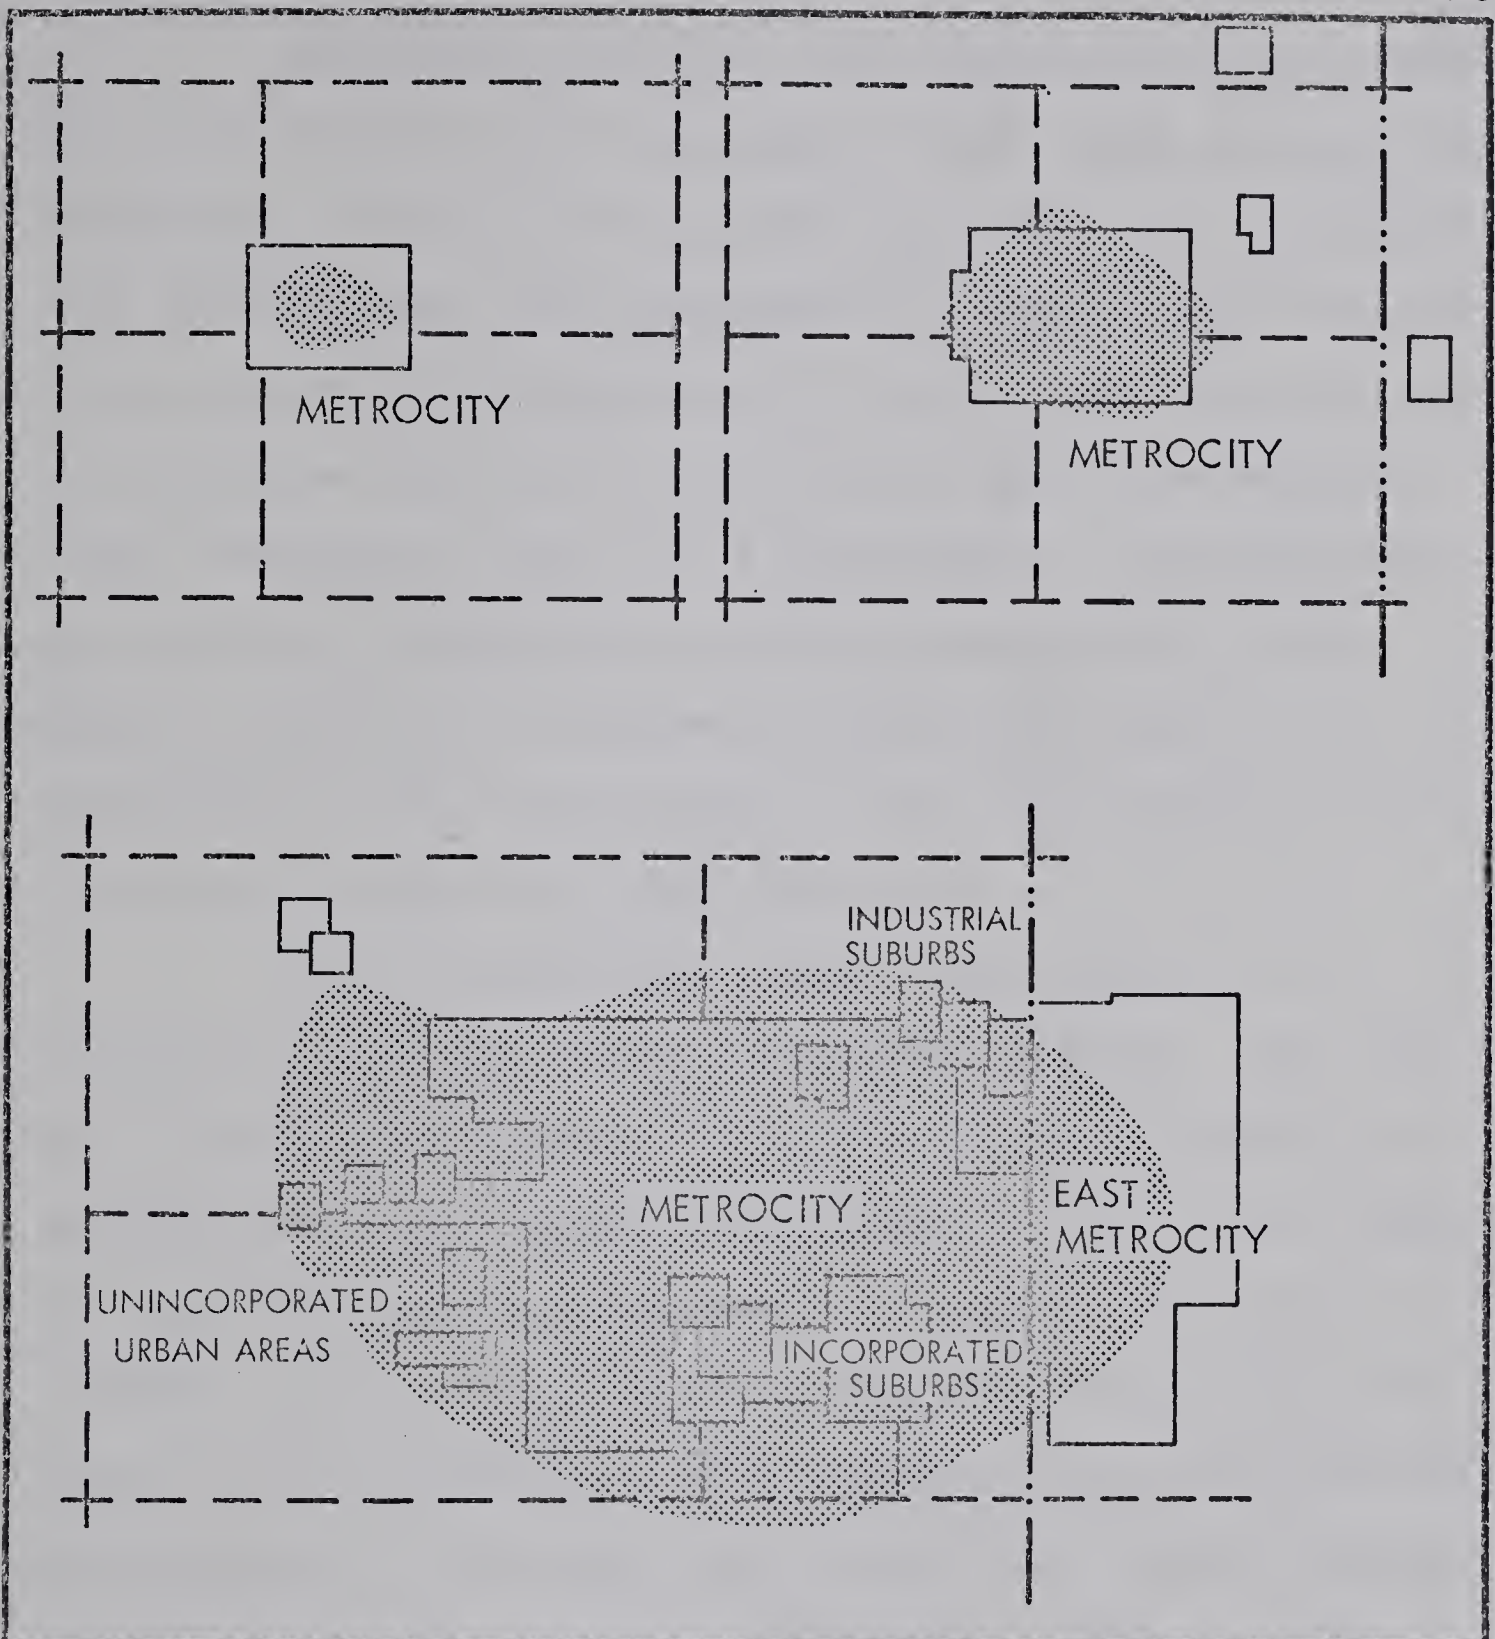 METROCITY
METROCITY
INDUSTRIAL
SUBURBS
METROCITY
EAST
METROCITY
UNINCORPORATED
URBAN AREAS
INCORPORATED
SUBURBS